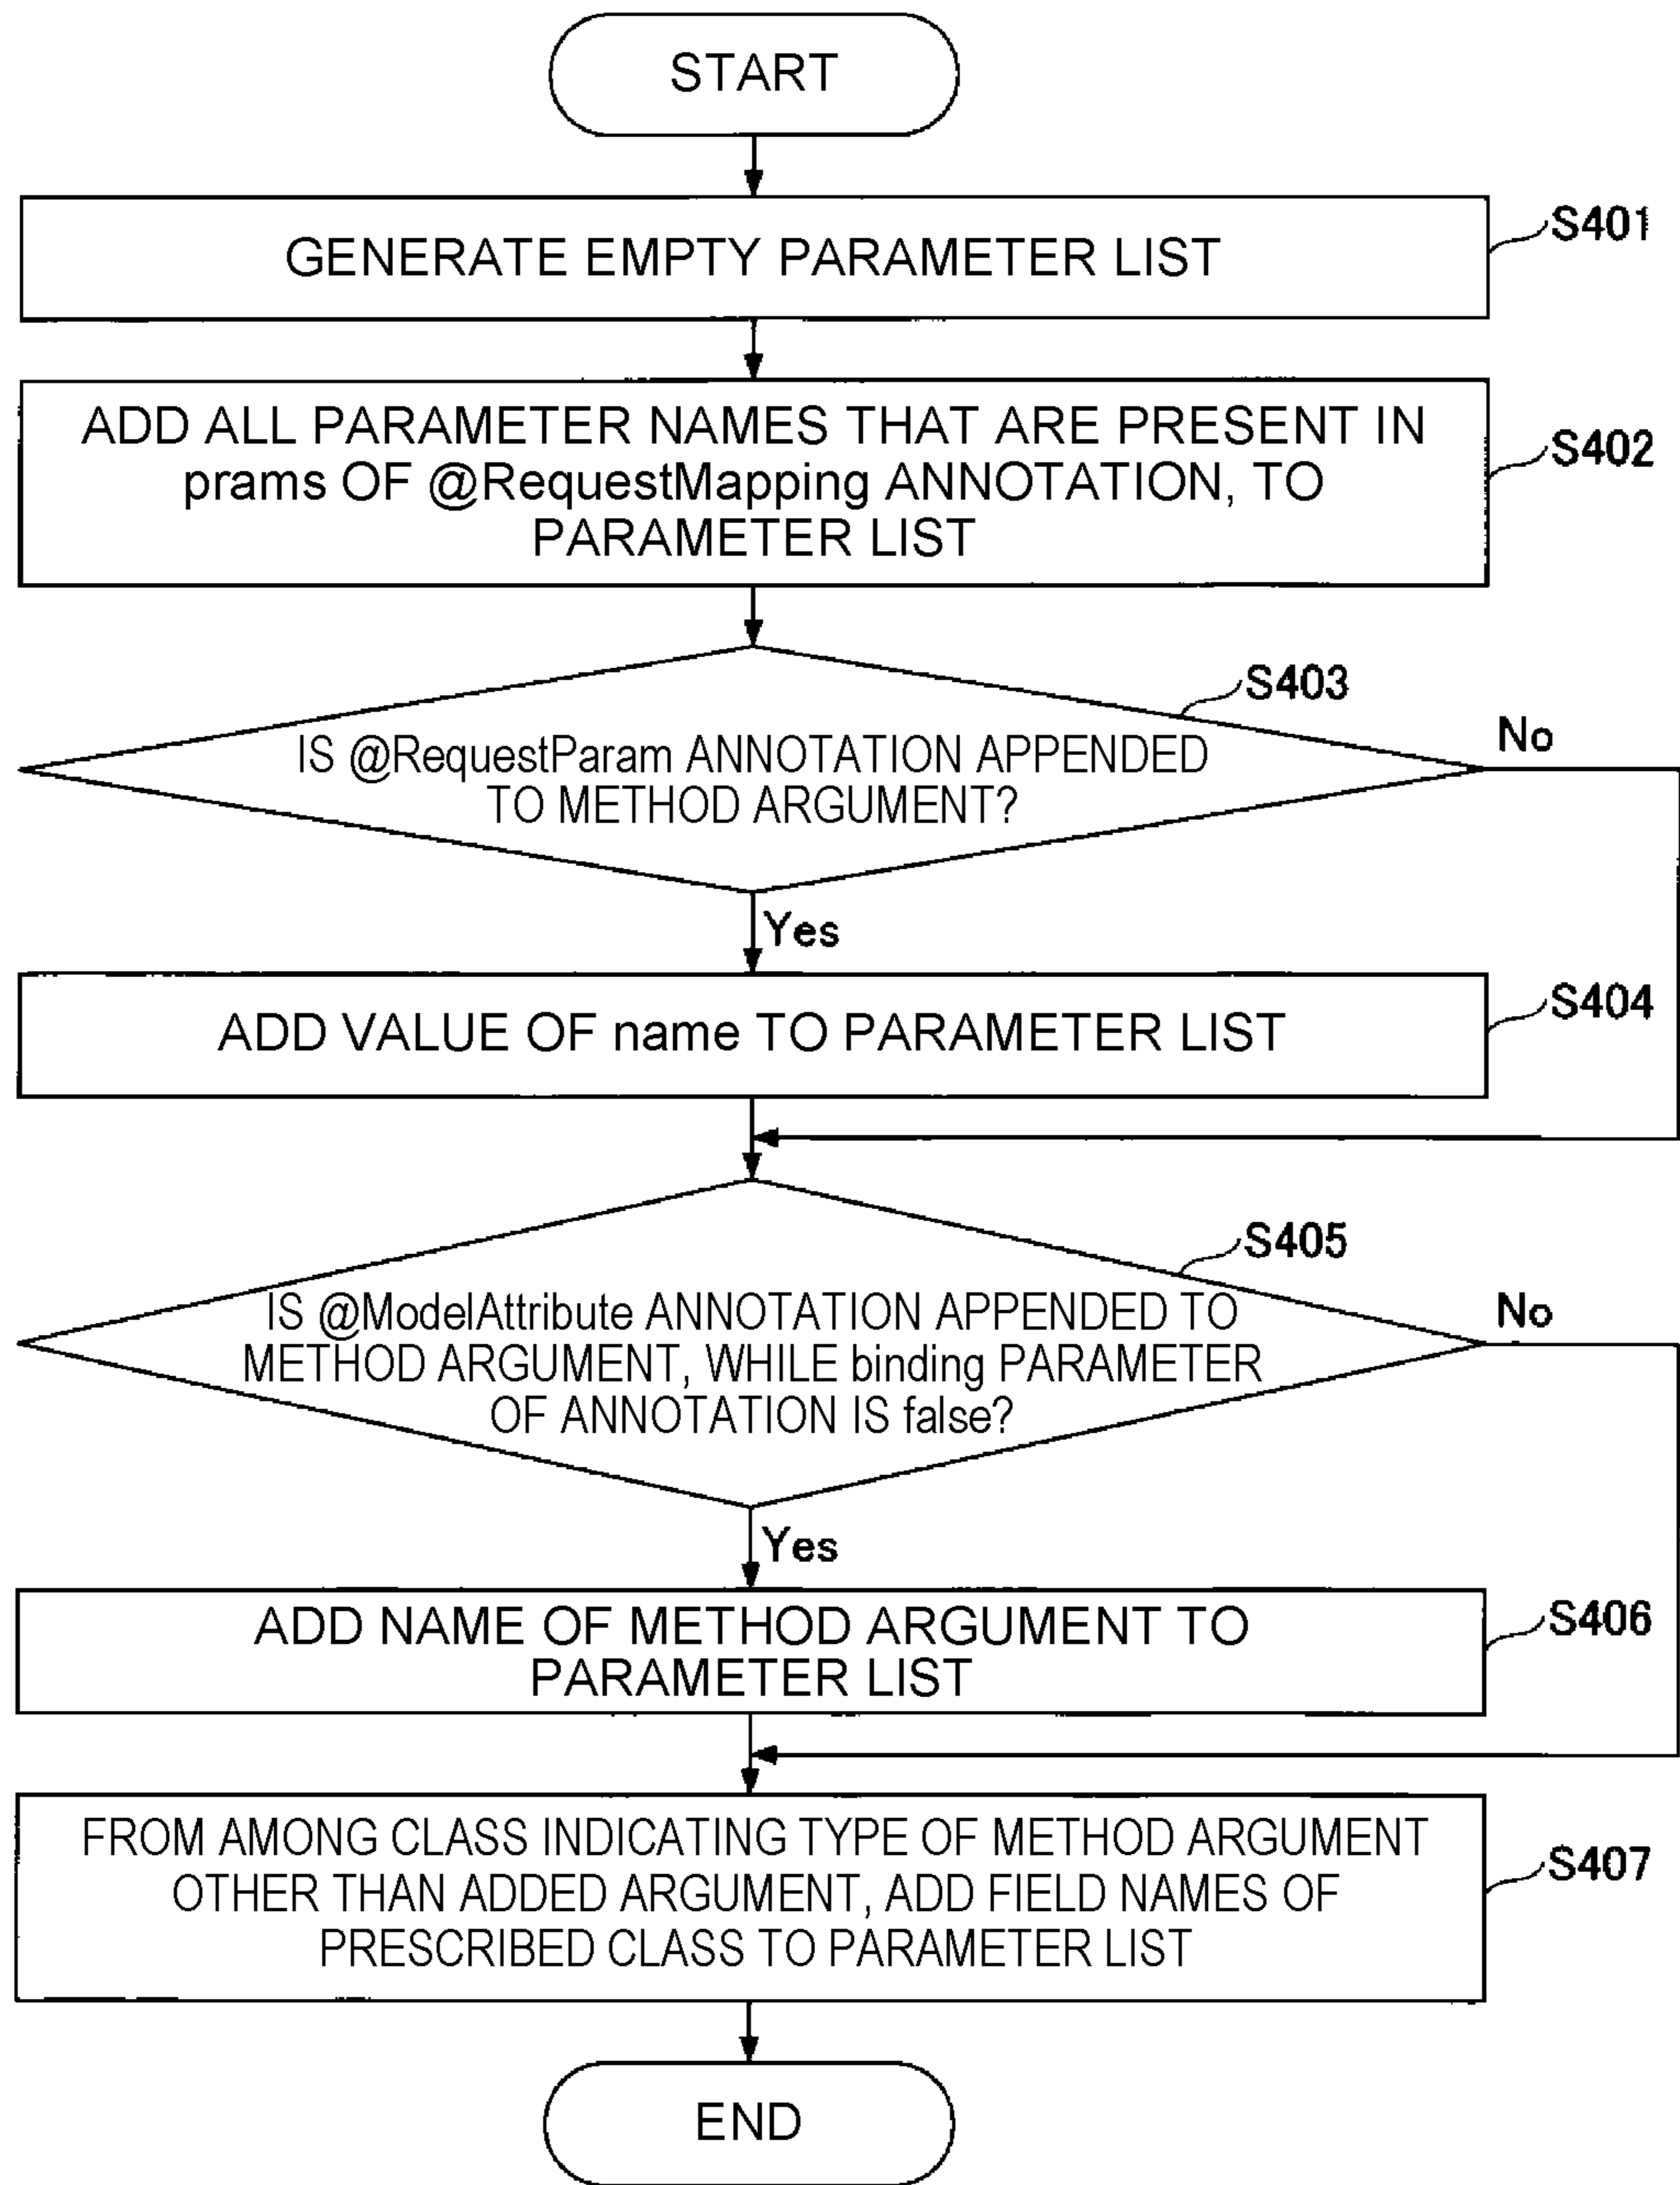 START
GENERATE EMPTY PARAMETER LIST
S401
ADD ALL PARAMETER NAMES THAT ARE PRESENT IN
prams OF @RequestMapping ANNOTATION, TO
PARAMETER LIST
S402
S403
No
IS @RequestParam ANNOTATION APPENDED
TO METHOD ARGUMENT?
Yes
ADD VALUE OF name TO PARAMETER LIST
S404
S405
No
IS @ModelAttribute ANNOTATION APPENDED TO
METHOD ARGUMENT, WHILE binding PARAMETER
OF ANNOTATION IS false?
Yes
ADD NAME OF METHOD ARGUMENT TO
PARAMETER LIST
S406
FROM AMONG CLASS INDICATING TYPE OF METHOD ARGUMENT
OTHER THAN ADDED ARGUMENT, ADD FIELD NAMES OF
PRESCRIBED CLASS TO PARAMETER LIST
S407
END